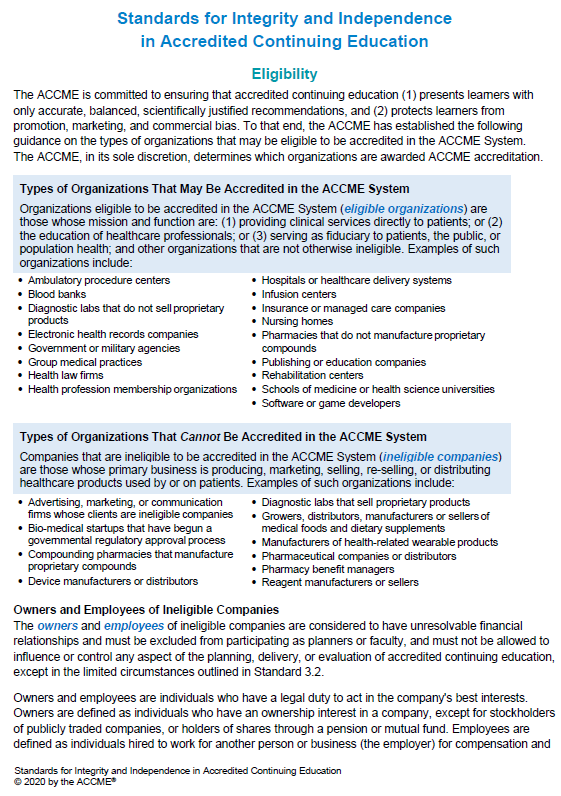 Standards for Integrity and Independence
in Accredited Continuing Education
Eligibility
The ACCME is committed to ensuring that accredited continuing education (1) presents learners with
only accurate, balanced, scientifically justified recommendations, and (2) protects learners from
promotion, marketing, and commercial bias. To that end, the ACCME has established the following
guidance on the types of organizations that may be eligible to be accredited in the ACCME System.
The ACCME, in its sole discretion, determines which organizations are awarded ACCME accreditation.
Types of Organizations That May Be Accredited in the ACCME System
Organizations eligible to be accredited in the ACCME System (eligible organizations) are
those whose mission and function are: (1) providing clinical services directly to patients; or (2)
the education of healthcare professionals; or (3) serving as fiduciary to patients, the public, or
population health; and other organizations that are not otherwise ineligible. Examples of such
organizations include:
• Ambulatory procedure centers
• Blood banks
• Diagnostic labs that do not sell proprietary
products
• Electronic health records companies
• Government or military agencies
• Group medical practices
• Health law firms
• Health profession membership organizations
• Hospitals or healthcare delivery systems
• Infusion centers
• Insurance or managed care companies
• Nursing homes
• Pharmacies that do not manufacture proprietary
compounds
• Publishing or education companies
• Rehabilitation centers
• Schools of medicine or health science universities
• Software or game developers
Types of Organizations That Cannot Be Accredited in the ACCME System
Companies that are ineligible to be accredited in the ACCME System (ineligible companies)
are those whose primary business is producing, marketing, selling, re-selling, or distributing
healthcare products used by or on patients. Examples of such organizations include:
• Advertising, marketing, or communication
firms whose clients are ineligible companies
• Bio-medical startups that have begun a
governmental regulatory approval process
• Compounding pharmacies that manufacture
proprietary compounds
• Device manufacturers or distributors
• Diagnostic labs that sell proprietary products
• Growers, distributors, manufacturers or sellers of
medical foods and dietary supplements
• Manufacturers of health-related wearable products
• Pharmaceutical companies or distributors
• Pharmacy benefit managers
• Reagent manufacturers or sellers
Owners and Employees of Ineligible Companies
The owners and employees of ineligible companies are considered to have unresolvable financial
relationships and must be excluded from participating as planners or faculty, and must not be allowed to
influence or control any aspect of the planning, delivery, or evaluation of accredited continuing education,
except in the limited circumstances outlined in Standard 3.2.
Owners and employees are individuals who have a legal duty to act in the company's best interests.
Owners are defined as individuals who have an ownership interest in a company, except for stockholders
of publicly traded companies, or holders of shares through a pension or mutual fund. Employees are
defined as individuals hired to work for another person or business (the employer) for compensation and
Standards for Integrity and Independence in Accredited Continuing Education
© 2020 by the ACCME®